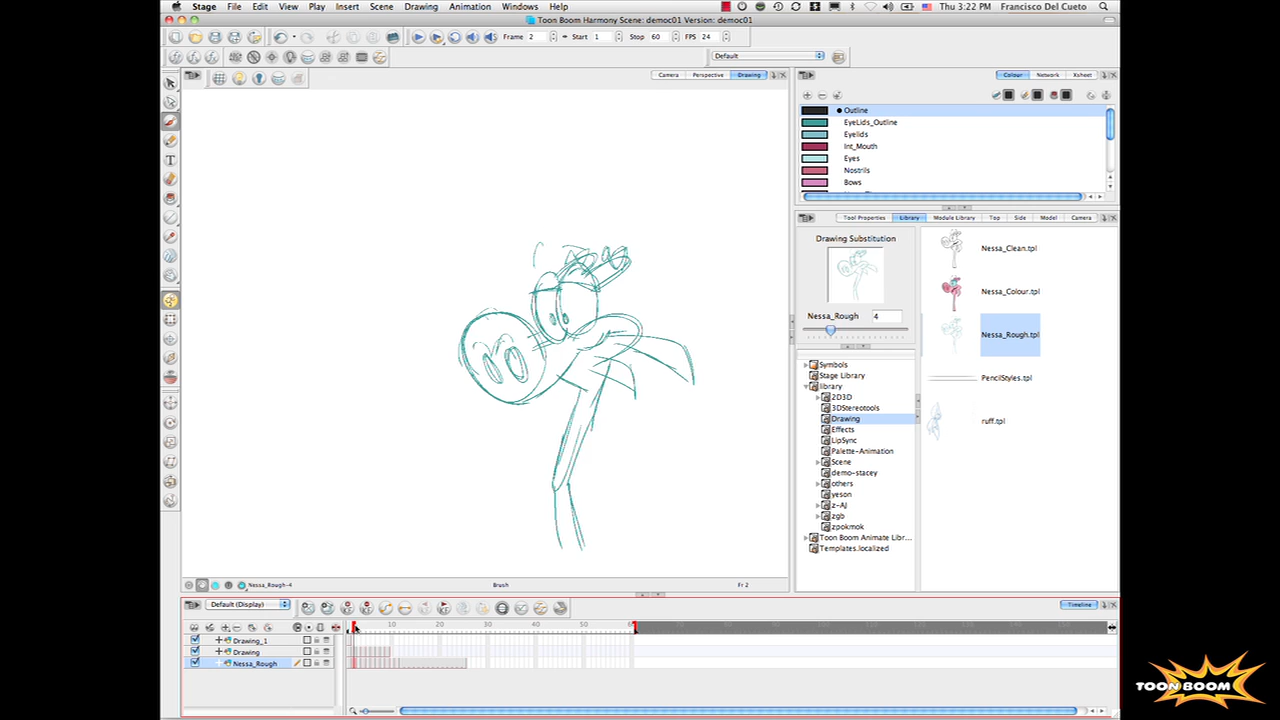 Stage File Edit View Play Insert Scene Drawing Animation Windows Help Thu 3:22 PM Francisco Del Cueto
Toon Boom Harmony Scene: democ01 Version: democ01
Frame 2 Start 1 Stop 60 FPS 24
Default
Camera Perspective Drawing
Colour Network Xsheet
Outline
EyeLids_Outline
Eyelids
Int_Mouth
Eyes
Nostrils
Bows
Tool Properties Library Module Library Top Side Model Camera
Drawing Substitution
Nessa_Rough 4
Nessa_Clean.tpl
Nessa_Colour.tpl
Nessa_Rough.tpl
PencilStyles.tpl
ruff.tpl
Symbols
Stage Library
library
2D3D
3DStereotools
Drawing
Effects
LipSync
Palette-Animation
Scene
demo-stacey
others
yeson
z-AJ
zgb
zpokmok
Toon Boom Animate Libr...
Templates.localized
Nessa_Rough-4 Brush Fr 2
Default (Display) Timeline
10 20 30 40 50
Drawing_1
Drawing
Nessa_Rough
TOON BOOM